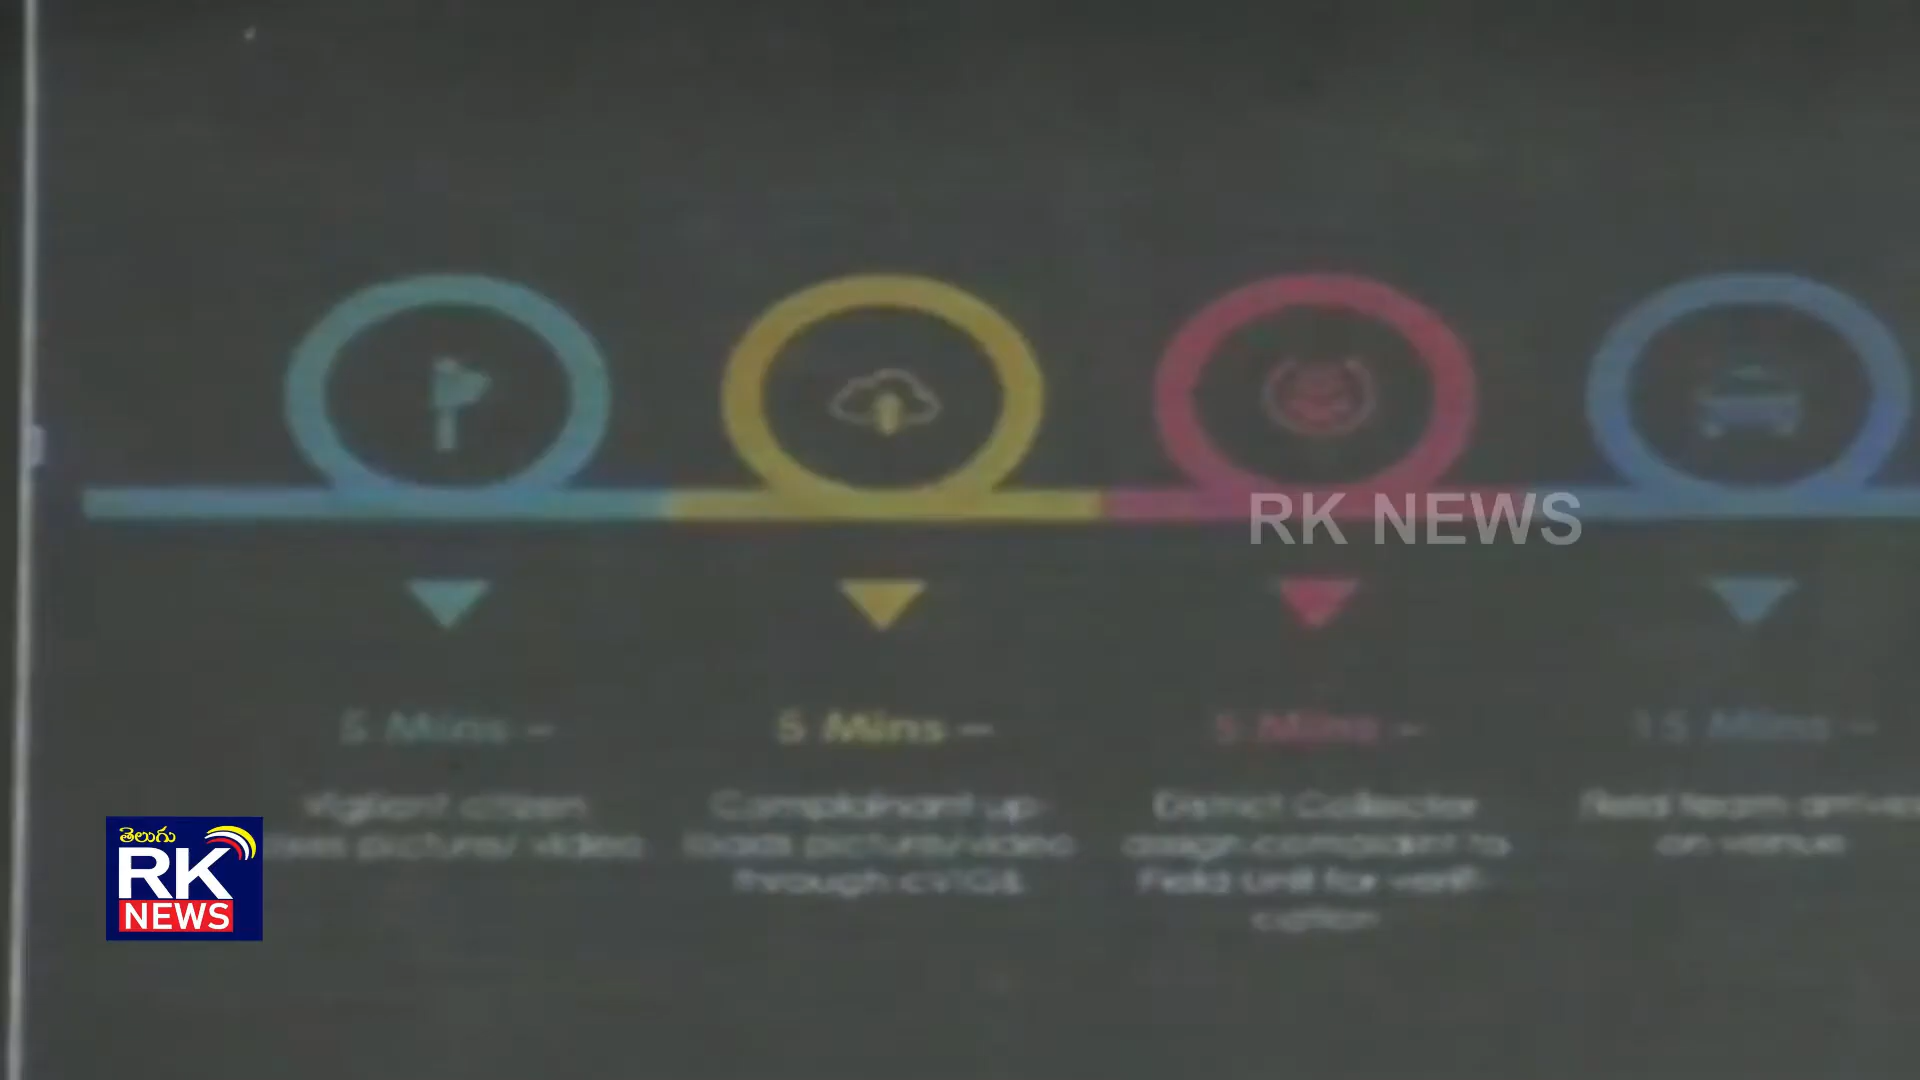 RK NEWS
5 Mins –
Vigilant citizen
picture/ video
5 Mins –
Complainant up-
loads picture/video
through cVIGIL
5 Mins –
District Collector
assign complaint to
Field Unit for verifi-
cation
15 Mins –
Field team arrives
on venue
తెలుగు
RK
NEWS